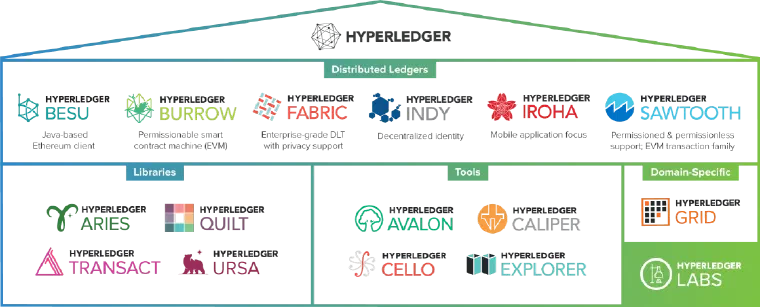 HYPERLEDGER
Distributed Ledgers
HYPERLEDGER
BESU
Java-based
Ethereum client
HYPERLEDGER
BURROW
Permissionable smart
contract machine (EVM)
HYPERLEDGER
FABRIC
Enterprise-grade DLT
with privacy support
HYPERLEDGER
INDY
Decentralized identity
HYPERLEDGER
IROHA
Mobile application focus
HYPERLEDGER
SAWTOOTH
Permissioned & permissionless
support; EVM transaction family
Libraries
HYPERLEDGER
ARIES
HYPERLEDGER
QUILT
HYPERLEDGER
TRANSACT
HYPERLEDGER
URSA
Tools
HYPERLEDGER
AVALON
HYPERLEDGER
CALIPER
HYPERLEDGER
CELLO
HYPERLEDGER
EXPLORER
Domain-Specific
HYPERLEDGER
GRID
HYPERLEDGER
LABS